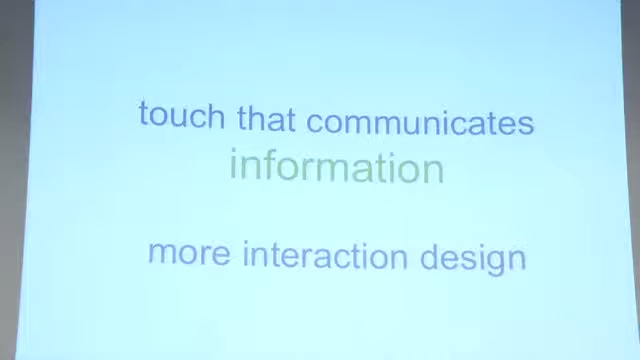 touch that communicates
information
more interaction design